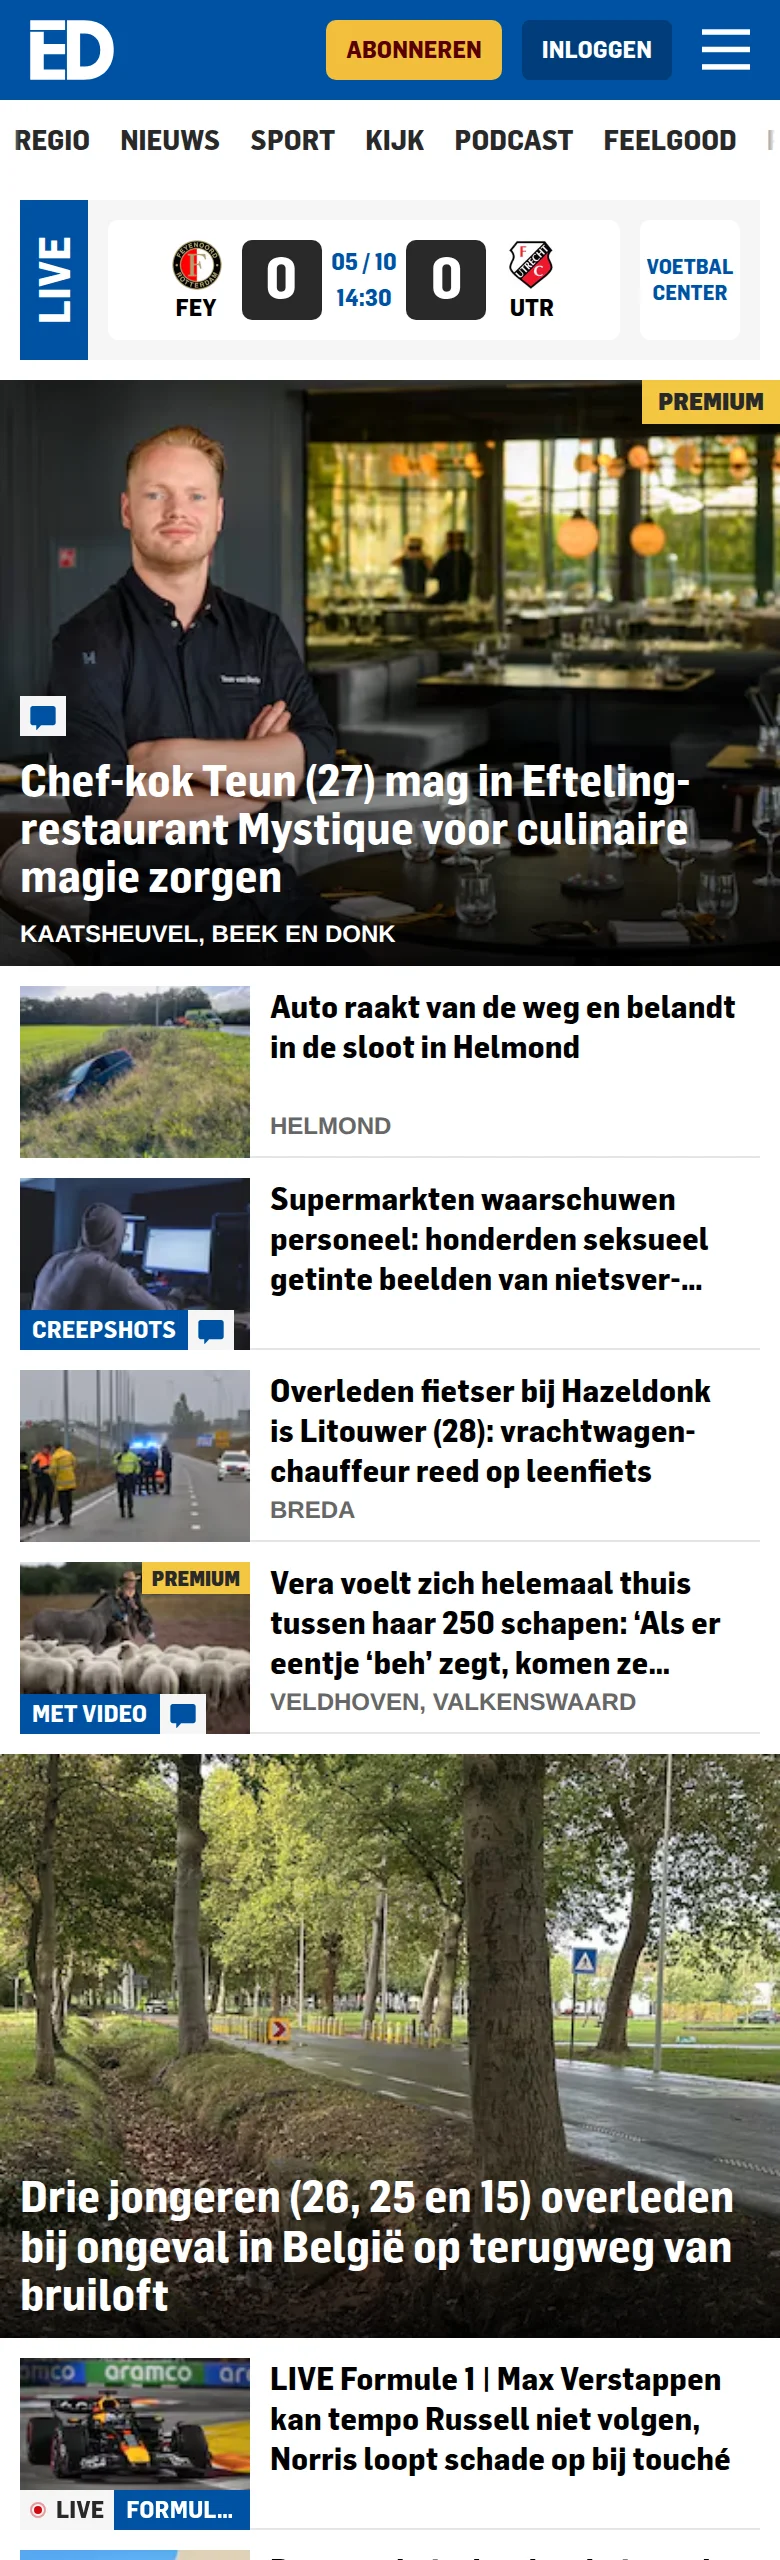 ED
ABONNEREN
INLOGGEN
REGIO NIEUWS SPORT KIJK PODCAST FEELGOOD
LIVE
FEY
0
05 / 10
14:30
0
UTR
VOETBAL
CENTER
PREMIUM
Chef-kok Teun (27) mag in Efteling-
restaurant Mystique voor culinaire
magie zorgen
KAATSHEUVEL, BEEK EN DONK
Auto raakt van de weg en belandt
in de sloot in Helmond
HELMOND
Supermarkten waarschuwen
personeel: honderden seksueel
getinte beelden van nietsver-...
CREEPSHOTS
Overleden fietser bij Hazeldonk
is Litouwer (28): vrachtwagen-
chauffeur reed op leenfiets
BREDA
PREMIUM
MET VIDEO
Vera voelt zich helemaal thuis
tussen haar 250 schapen: ‘Als er
eentje ‘beh’ zegt, komen ze...
VELDHOVEN, VALKENSWAARD
Drie jongeren (26, 25 en 15) overleden
bij ongeval in België op terugweg van
bruiloft
aramco
LIVE FORMUL...
LIVE Formule 1 | Max Verstappen
kan tempo Russell niet volgen,
Norris loopt schade op bij touché